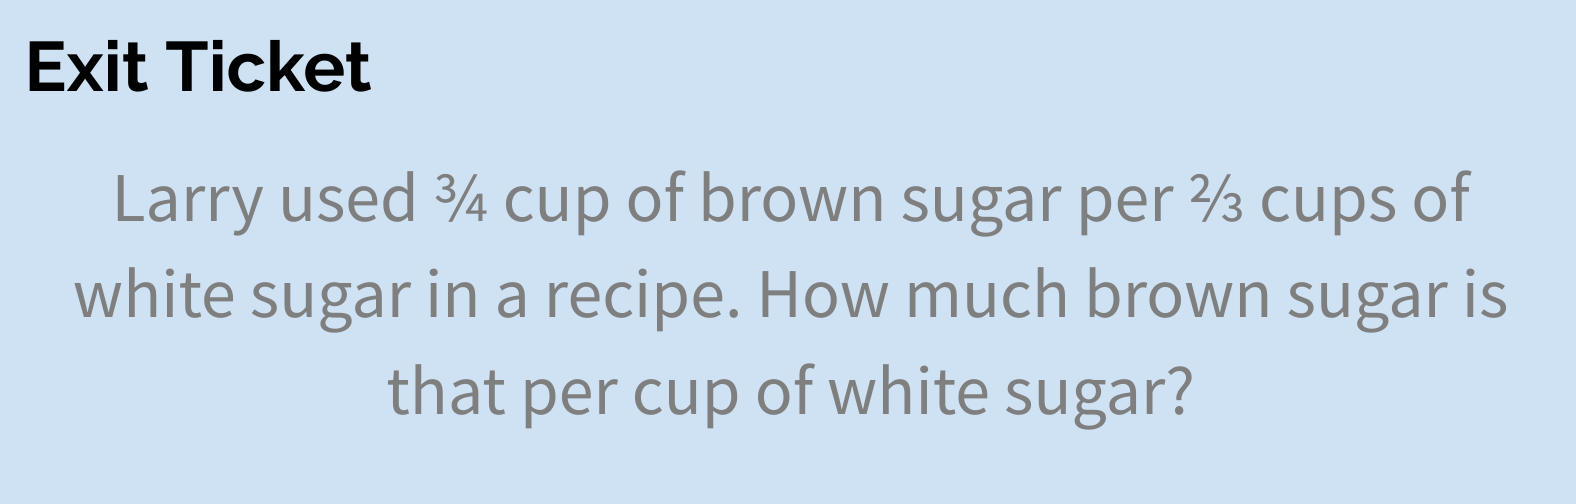 Exit Ticket
Larry used ¾ cup of brown sugar per ⅔ cups of
white sugar in a recipe. How much brown sugar is
that per cup of white sugar?